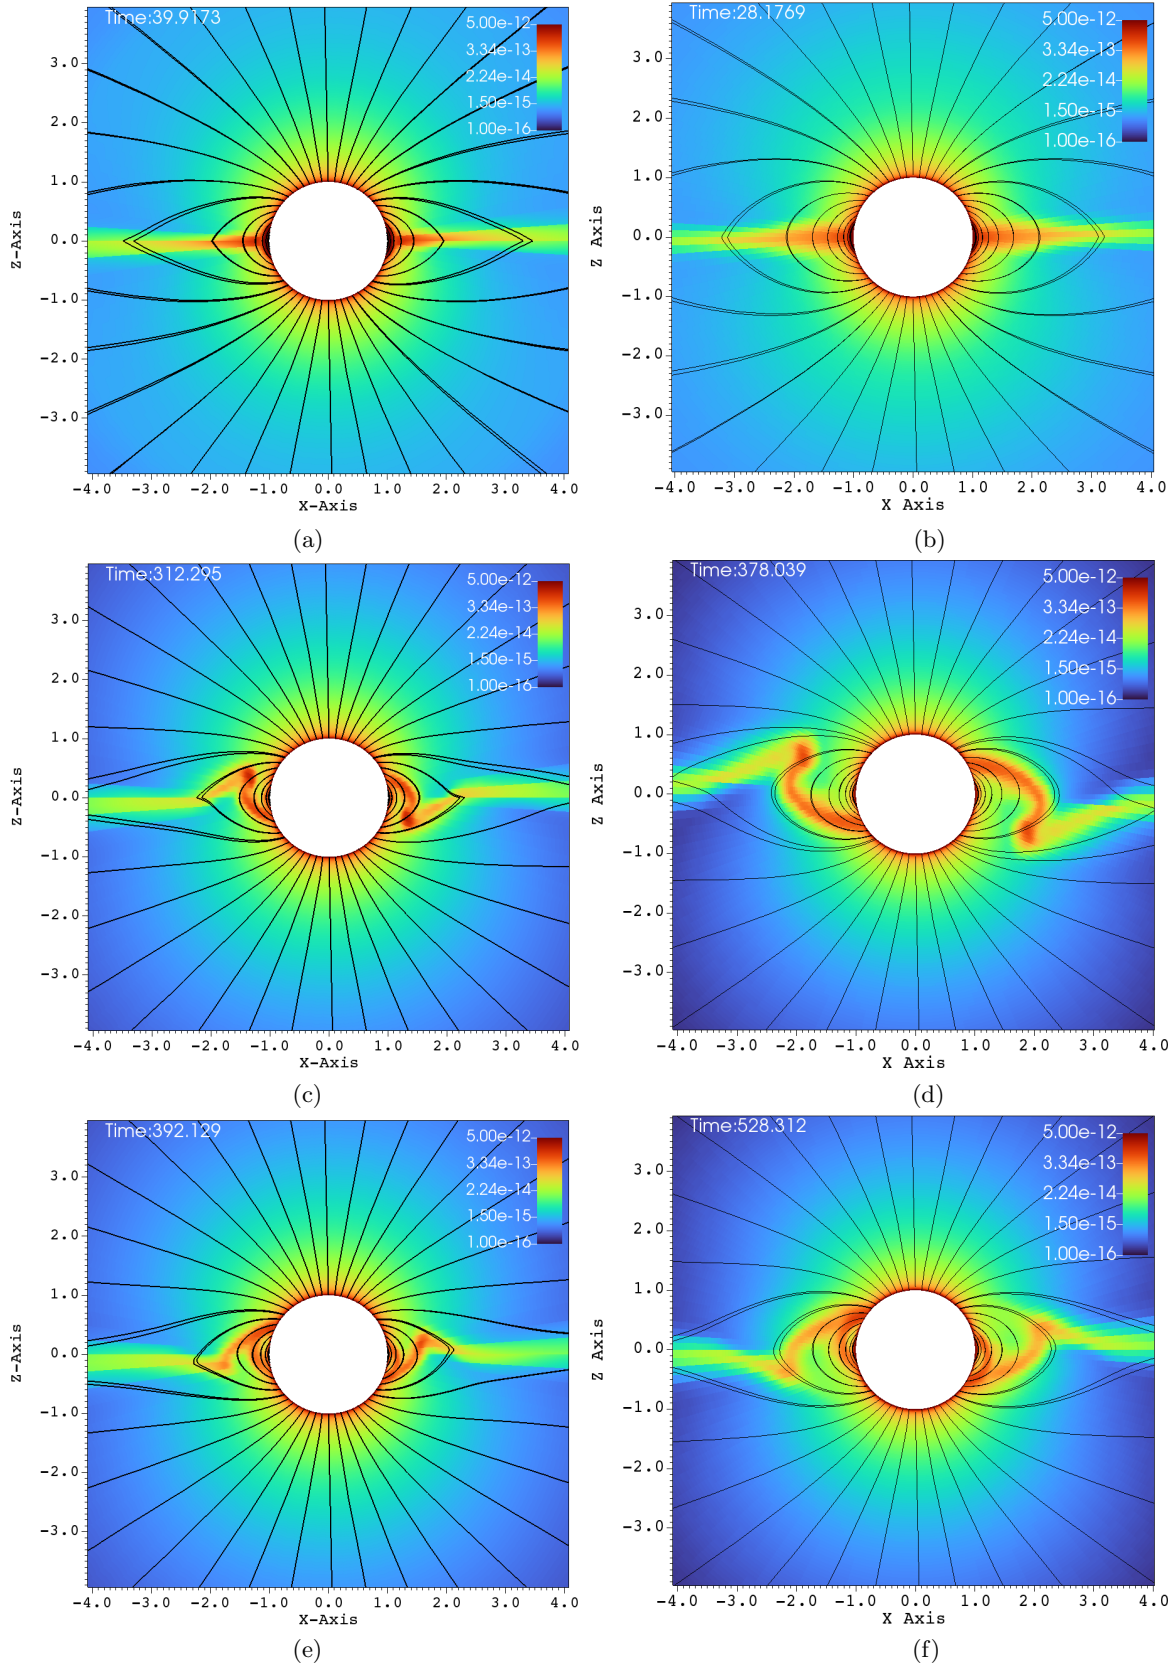 Time:39.9173
5.00e-12
3.34e-13
2.24e-14
1.50e-15
1.00e-16
3.0
2.0
1.0
0.0
-1.0
-2.0
-3.0
Z-Axis
-4.0 -3.0 -2.0 -1.0 0.0 1.0 2.0 3.0 4.0
X-Axis
(a)
Time:28.1769
5.00e-12
3.34e-13
2.24e-14
1.50e-15
1.00e-16
3.0
2.0
1.0
0.0
-1.0
-2.0
-3.0
Z Axis
-4.0 -3.0 -2.0 -1.0 0.0 1.0 2.0 3.0 4.0
X Axis
(b)
Time:312.295
5.00e-12
3.34e-13
2.24e-14
1.50e-15
1.00e-16
3.0
2.0
1.0
0.0
-1.0
-2.0
-3.0
Z-Axis
-4.0 -3.0 -2.0 -1.0 0.0 1.0 2.0 3.0 4.0
X-Axis
(c)
Time:378.039
5.00e-12
3.34e-13
2.24e-14
1.50e-15
1.00e-16
3.0
2.0
1.0
0.0
-1.0
-2.0
-3.0
Z Axis
-4.0 -3.0 -2.0 -1.0 0.0 1.0 2.0 3.0 4.0
X Axis
(d)
Time:392.129
5.00e-12
3.34e-13
2.24e-14
1.50e-15
1.00e-16
3.0
2.0
1.0
0.0
-1.0
-2.0
-3.0
Z-Axis
-4.0 -3.0 -2.0 -1.0 0.0 1.0 2.0 3.0 4.0
X-Axis
(e)
Time:528.312
5.00e-12
3.34e-13
2.24e-14
1.50e-15
1.00e-16
3.0
2.0
1.0
0.0
-1.0
-2.0
-3.0
Z Axis
-4.0 -3.0 -2.0 -1.0 0.0 1.0 2.0 3.0 4.0
X Axis
(f)